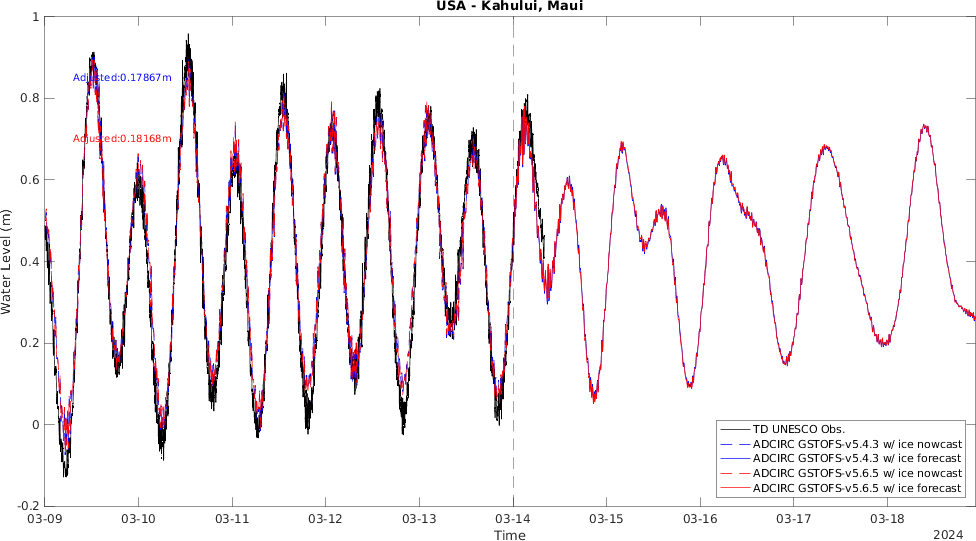 USA - Kahului, Maui
1
0.8
0.6
0.4
0.2
0
-0.2
Water Level (m)
Adjusted:0.17867m
Adjusted:0.18168m
TD UNESCO Obs.
ADCIRC GSTOFS-v5.4.3 w/ ice nowcast
ADCIRC GSTOFS-v5.4.3 w/ ice forecast
ADCIRC GSTOFS-v5.6.5 w/ ice nowcast
ADCIRC GSTOFS-v5.6.5 w/ ice forecast
03-09 03-10 03-11 03-12 03-13 03-14 03-15 03-16 03-17 03-18
Time
2024